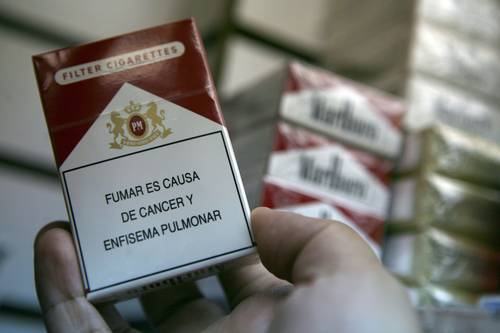 FILTER CIGARETTES
PM
FUMAR ES CAUSA
DE CANCER Y
ENFISEMA PULMONAR
Marlboro
Marlboro